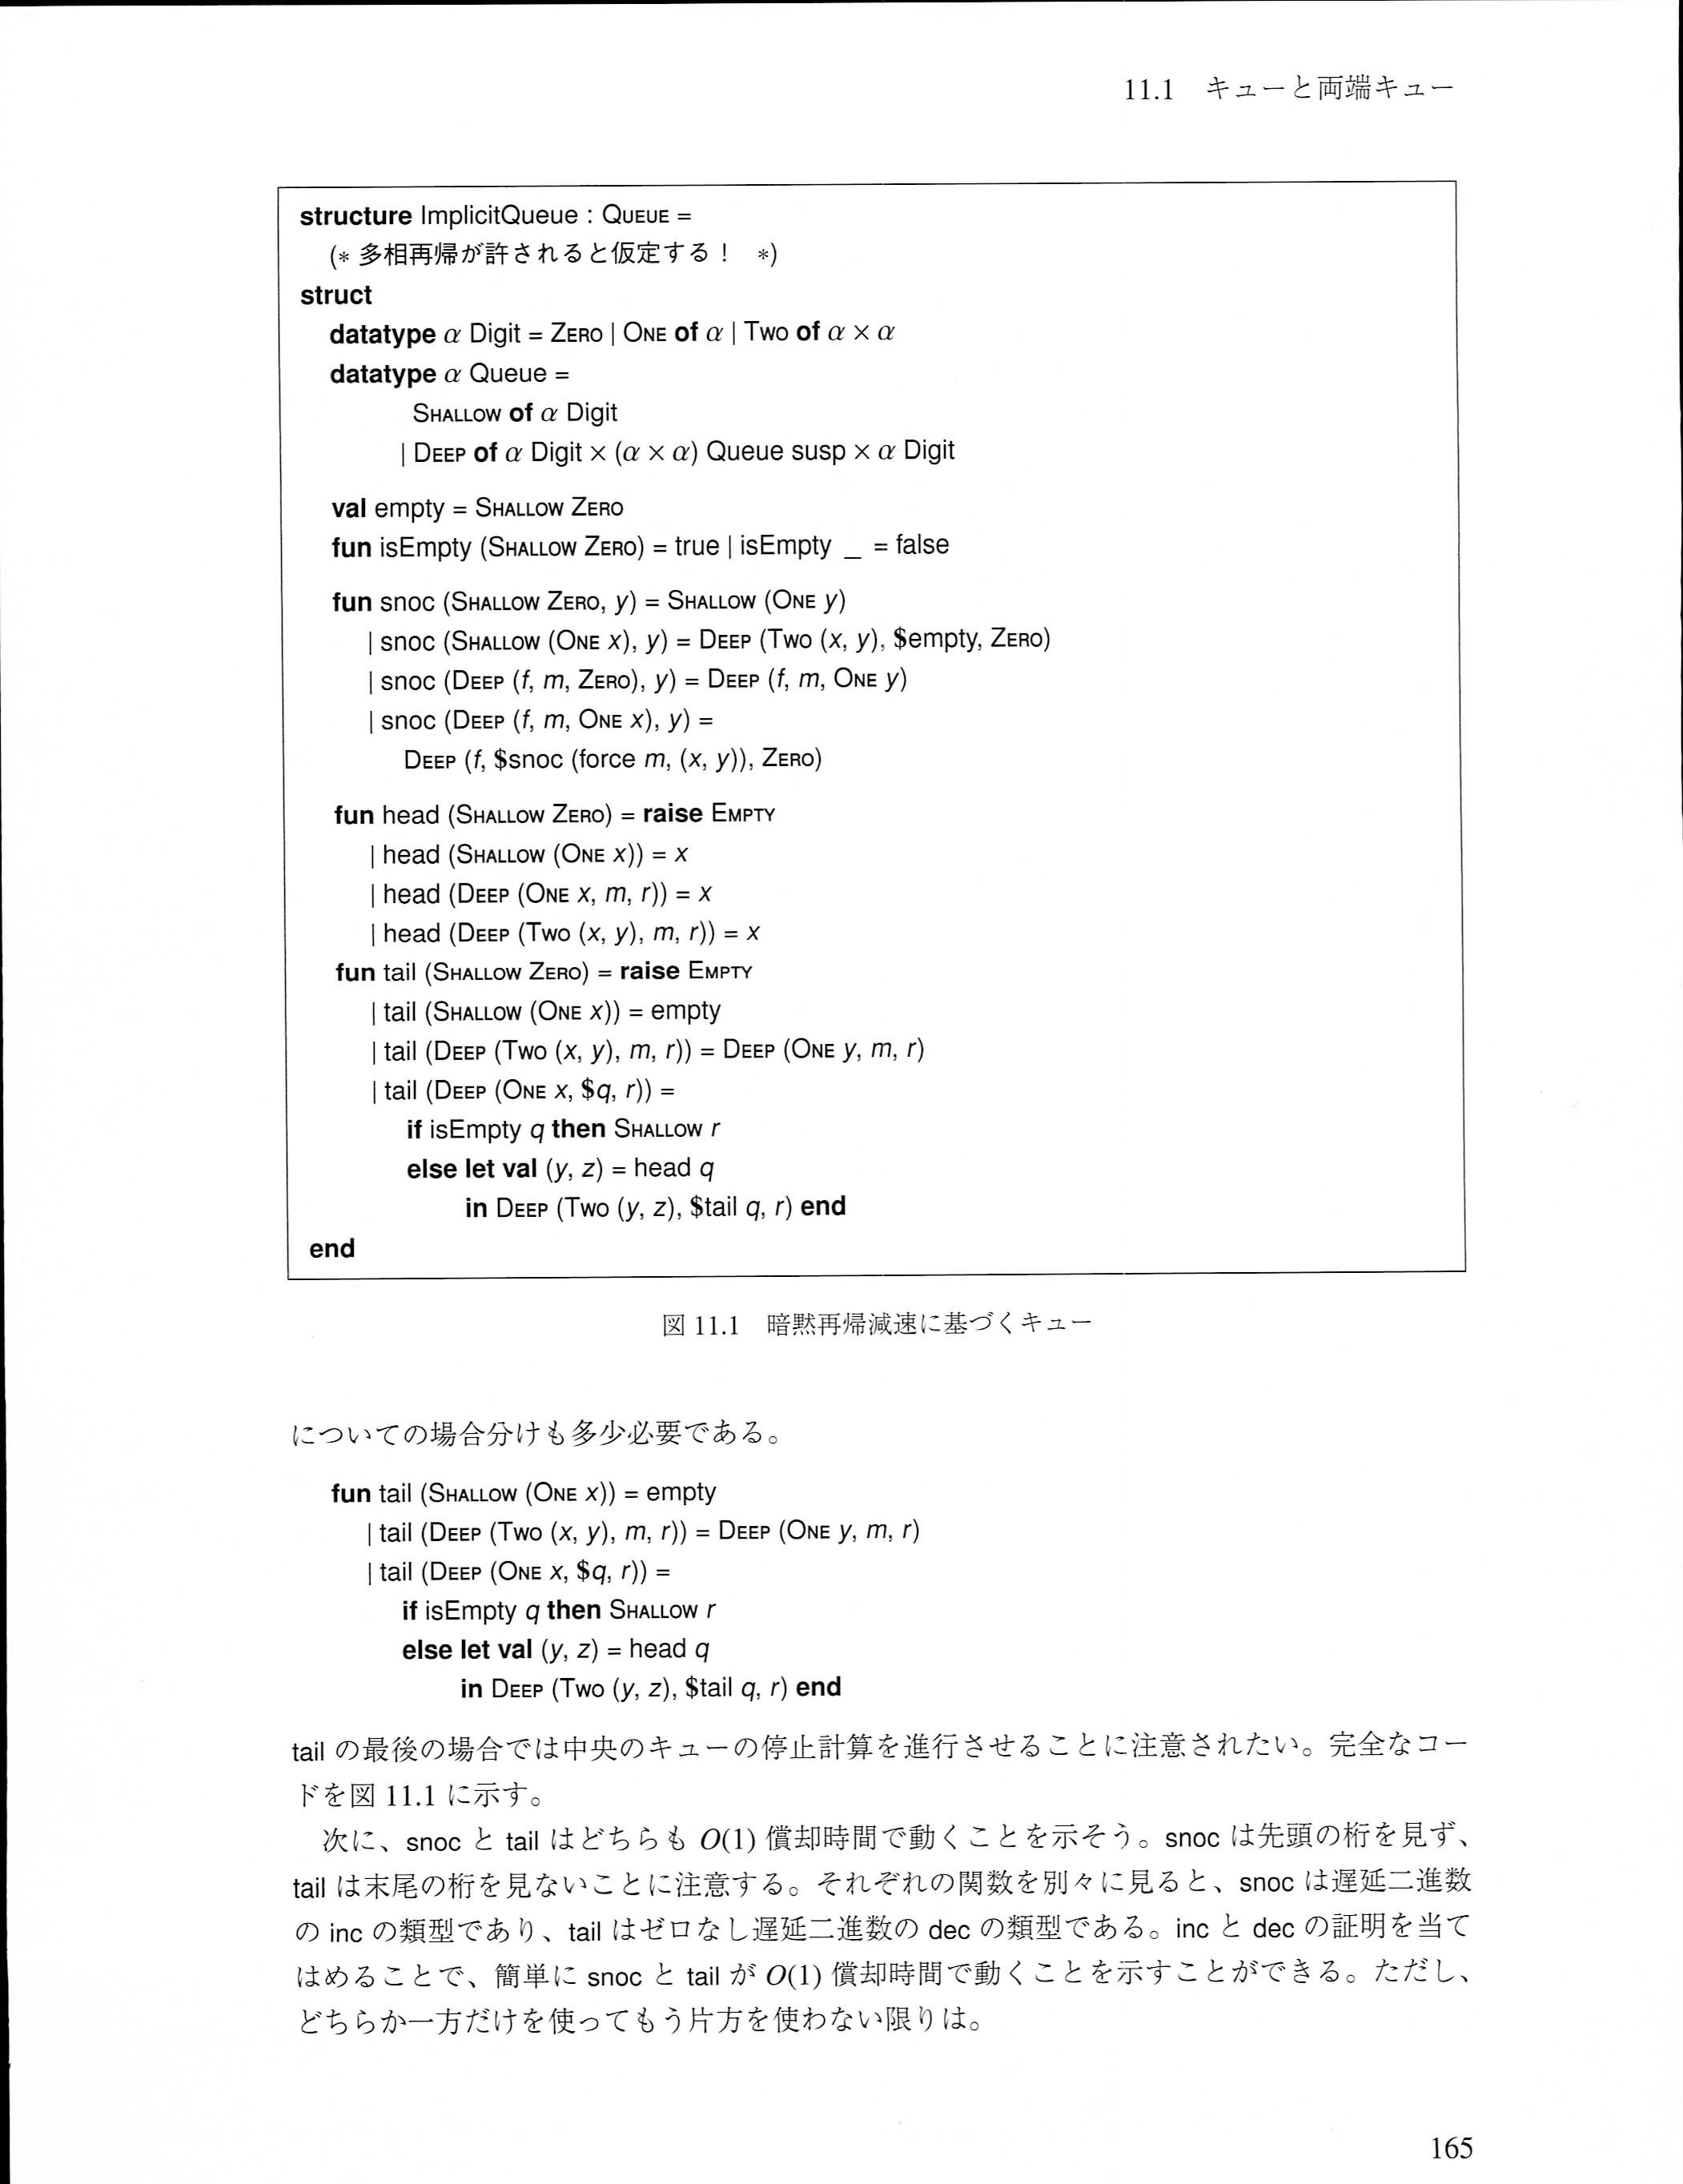 11.1 キューと両端キュー
structure ImplicitQueue : QUEUE =
(* 多相再帰が許されると仮定する！ *)
struct
datatype α Digit = ZERO | ONE of α | TWO of α × α
datatype α Queue =
SHALLOW of α Digit
| DEEP of α Digit × (α × α) Queue susp × α Digit
val empty = SHALLOW ZERO
fun isEmpty (SHALLOW ZERO) = true | isEmpty _ = false
fun snoc (SHALLOW ZERO, y) = SHALLOW (ONE y)
| snoc (SHALLOW (ONE x), y) = DEEP (TWO (x, y), $empty, ZERO)
| snoc (DEEP (f, m, ZERO), y) = DEEP (f, m, ONE y)
| snoc (DEEP (f, m, ONE x), y) =
DEEP (f, $snoc (force m, (x, y)), ZERO)
fun head (SHALLOW ZERO) = raise EMPTY
| head (SHALLOW (ONE x)) = x
| head (DEEP (ONE x, m, r)) = x
| head (DEEP (TWO (x, y), m, r)) = x
fun tail (SHALLOW ZERO) = raise EMPTY
| tail (SHALLOW (ONE x)) = empty
| tail (DEEP (TWO (x, y), m, r)) = DEEP (ONE y, m, r)
| tail (DEEP (ONE x, $q, r)) =
if isEmpty q then SHALLOW r
else let val (y, z) = head q
in DEEP (TWO (y, z), $tail q, r) end
end
図 11.1 暗黙再帰減速に基づくキュー
についての場合分けも多少必要である。
fun tail (SHALLOW (ONE x)) = empty
| tail (DEEP (TWO (x, y), m, r)) = DEEP (ONE y, m, r)
| tail (DEEP (ONE x, $q, r)) =
if isEmpty q then SHALLOW r
else let val (y, z) = head q
in DEEP (TWO (y, z), $tail q, r) end
tail の最後の場合では中央のキューの停止計算を進行させることに注意されたい。完全なコー
ドを図 11.1 に示す。
次に、snoc と tail はどちらも O(1) 償却時間で動くことを示そう。snoc は先頭の桁を見ず、
tail は末尾の桁を見ないことに注意する。それぞれの関数を別々に見ると、snoc は遅延二進数
の inc の類型であり、tail はゼロなし遅延二進数の dec の類型である。inc と dec の証明を当て
はめることで、簡単に snoc と tail が O(1) 償却時間で動くことを示すことができる。ただし、
どちらか一方だけを使ってもう片方を使わない限りは。
165